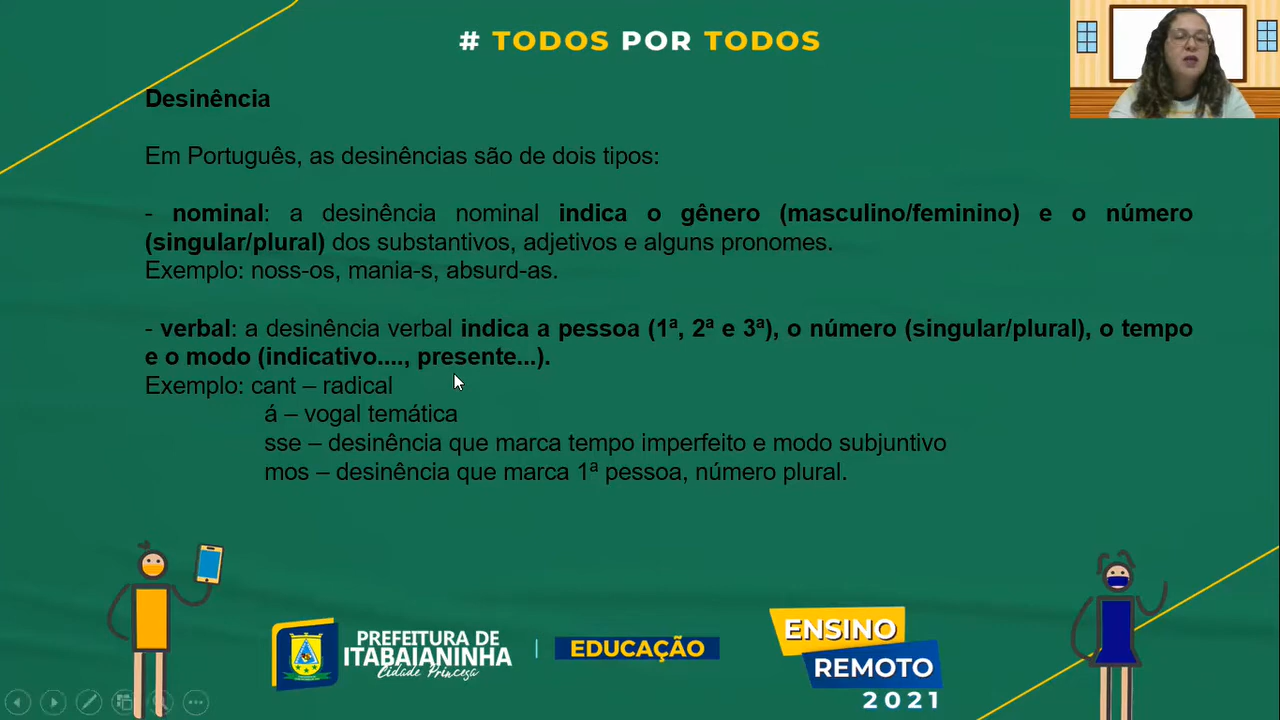 # TODOS POR TODOS
Desinência
Em Português, as desinências são de dois tipos:
- nominal: a desinência nominal indica o gênero (masculino/feminino) e o número
(singular/plural) dos substantivos, adjetivos e alguns pronomes.
Exemplo: noss-os, mania-s, absurd-as.
- verbal: a desinência verbal indica a pessoa (1ª, 2ª e 3ª), o número (singular/plural), o tempo
e o modo (indicativo...., presente...).
Exemplo: cant – radical
á – vogal temática
sse – desinência que marca tempo imperfeito e modo subjuntivo
mos – desinência que marca 1ª pessoa, número plural.
PREFEITURA DE
ITABAIANINHA
Cidade Princesa
EDUCAÇÃO
ENSINO
REMOTO
2021